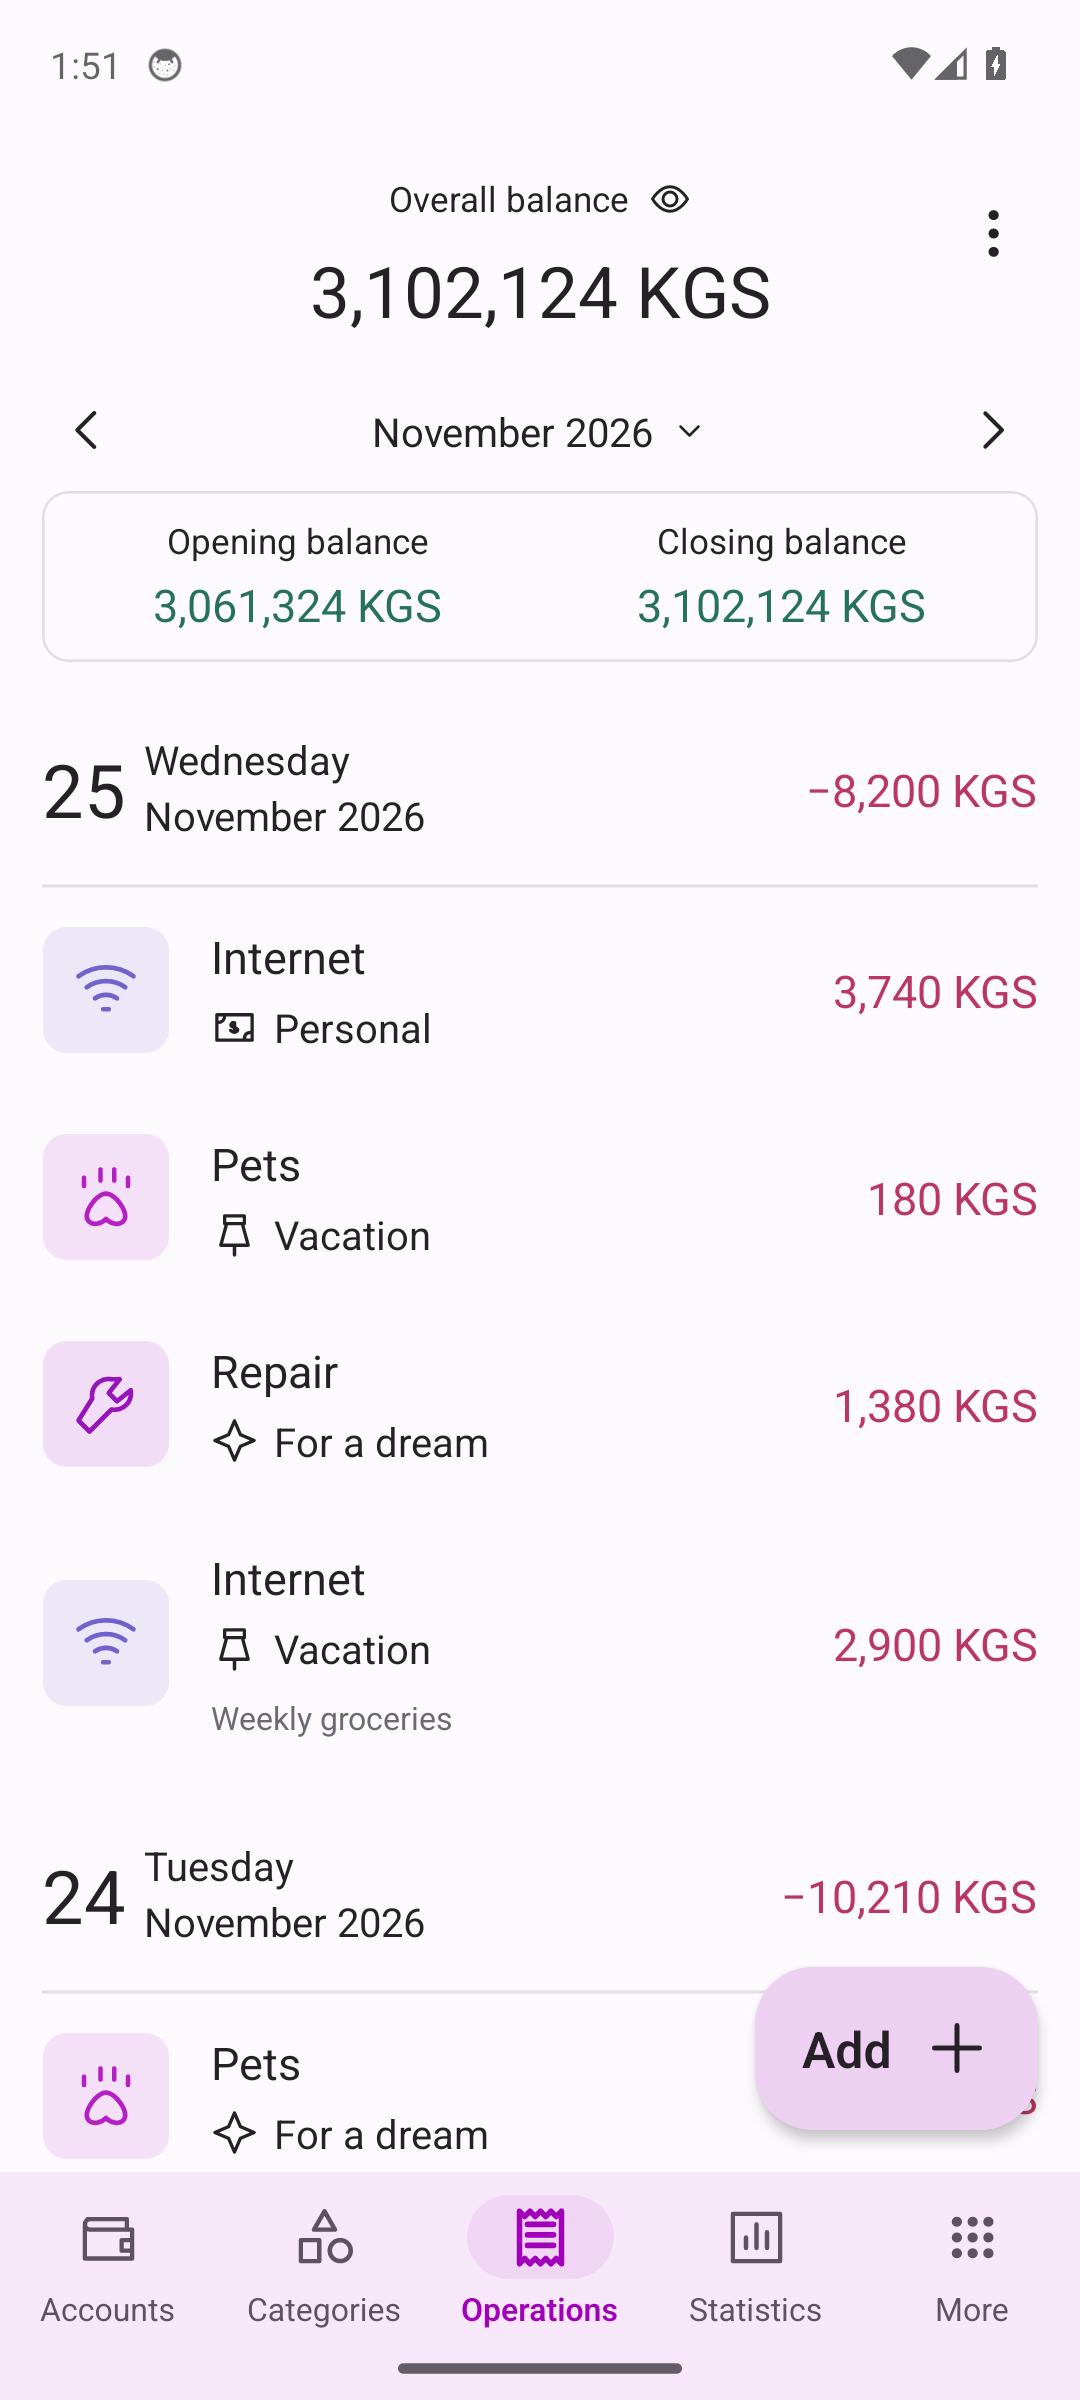 1:51
Overall balance
3,102,124 KGS
November 2026
Opening balance
Closing balance
3,061,324 KGS
3,102,124 KGS
25
Wednesday
November 2026
−8,200 KGS
Internet
Personal
3,740 KGS
Pets
Vacation
180 KGS
Repair
For a dream
1,380 KGS
Internet
Vacation
Weekly groceries
2,900 KGS
24
Tuesday
November 2026
−10,210 KGS
Pets
For a dream
Add
Accounts
Categories
Operations
Statistics
More